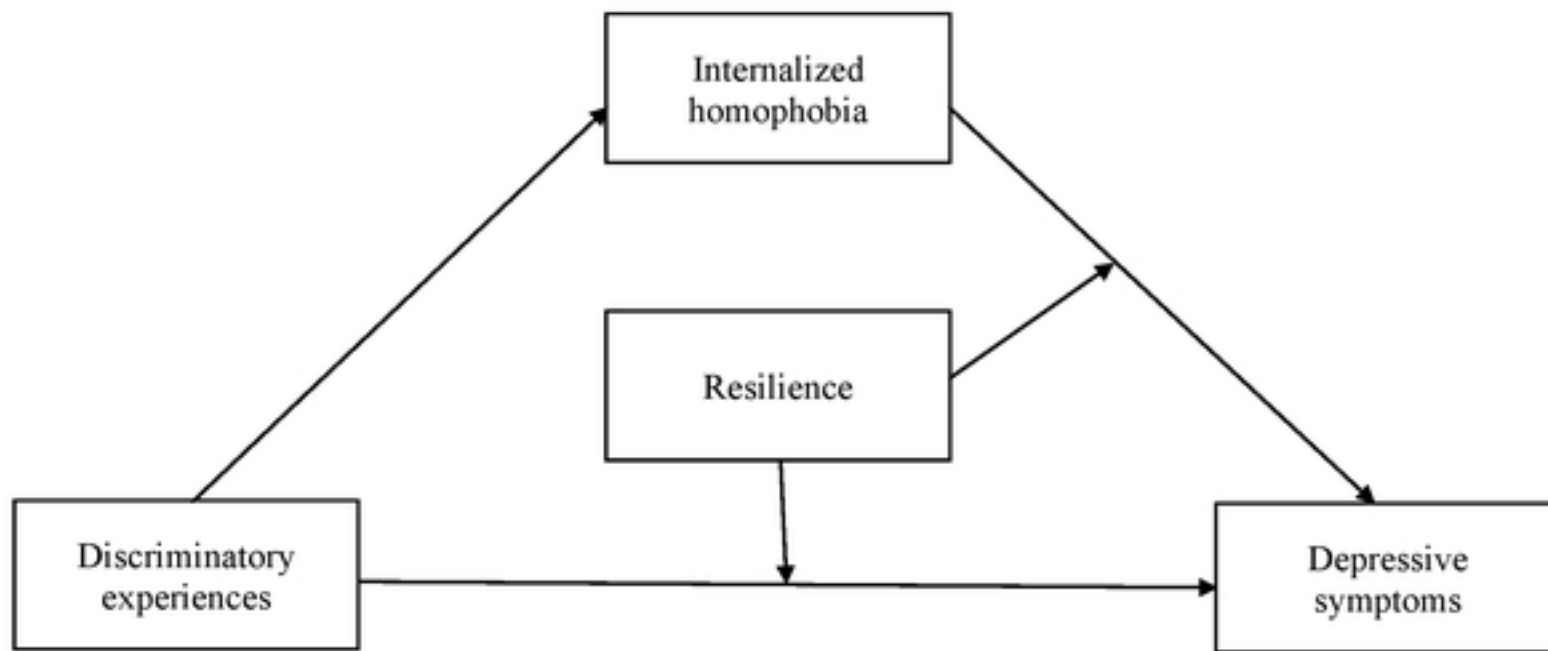 Internalized
homophobia
Resilience
Discriminatory
experiences
Depressive
symptoms